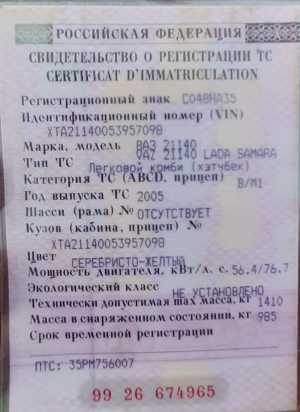 РОССИЙСКАЯ ФЕДЕРАЦИЯ
СВИДЕТЕЛЬСТВО О РЕГИСТРАЦИИ ТС
CERTIFICAT D'IMMATRICULATION
Регистрационный знак С048НА35
Идентификационный номер (VIN)
XTA21140053957098
Марка, модель ВАЗ 21140
VAZ 21140 LADA SAMARA
Тип ТС Легковой комби (хэтчбек)
Категория ТС (ABCD, прицеп) B/M1
Год выпуска ТС 2005
Шасси (рама) № ОТСУТСТВУЕТ
Кузов (кабина, прицеп) №
XTA21140053957098
Цвет СЕРЕБРИСТО-ЖЕЛТЫЙ
Мощность двигателя, кВт/л. с. 56.4/76.7
Экологический класс НЕ УСТАНОВЛЕНО
Технически допустимая max масса, кг 1410
Масса в снаряженном состоянии, кг 985
Срок временной регистрации
ПТС: 35РМ756007
99 26 674965